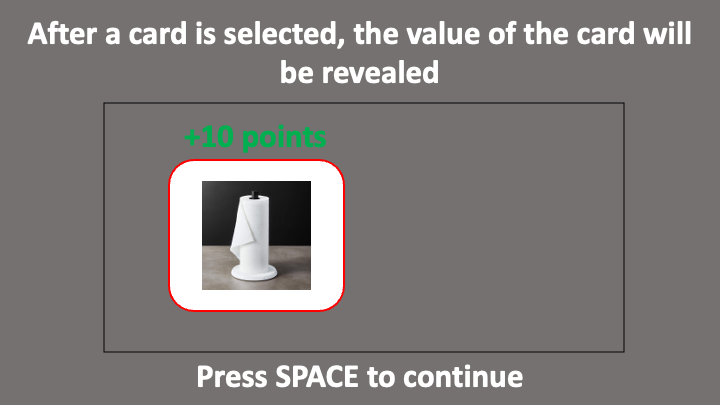 After a card is selected, the value of the card will
be revealed
+10 points
Press SPACE to continue